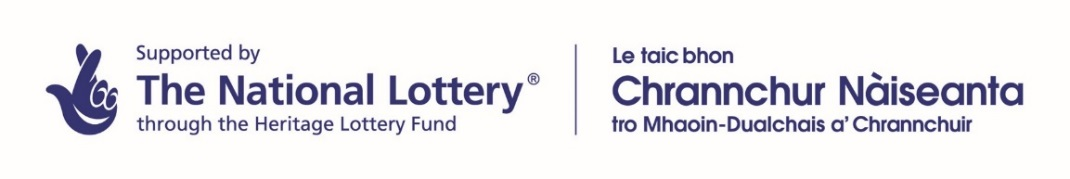 Supported by
The National Lottery®
through the Heritage Lottery Fund
Le taic bhon
Chrannchur Nàiseanta
tro Mhaoin-Dualchais a' Chrannchuir